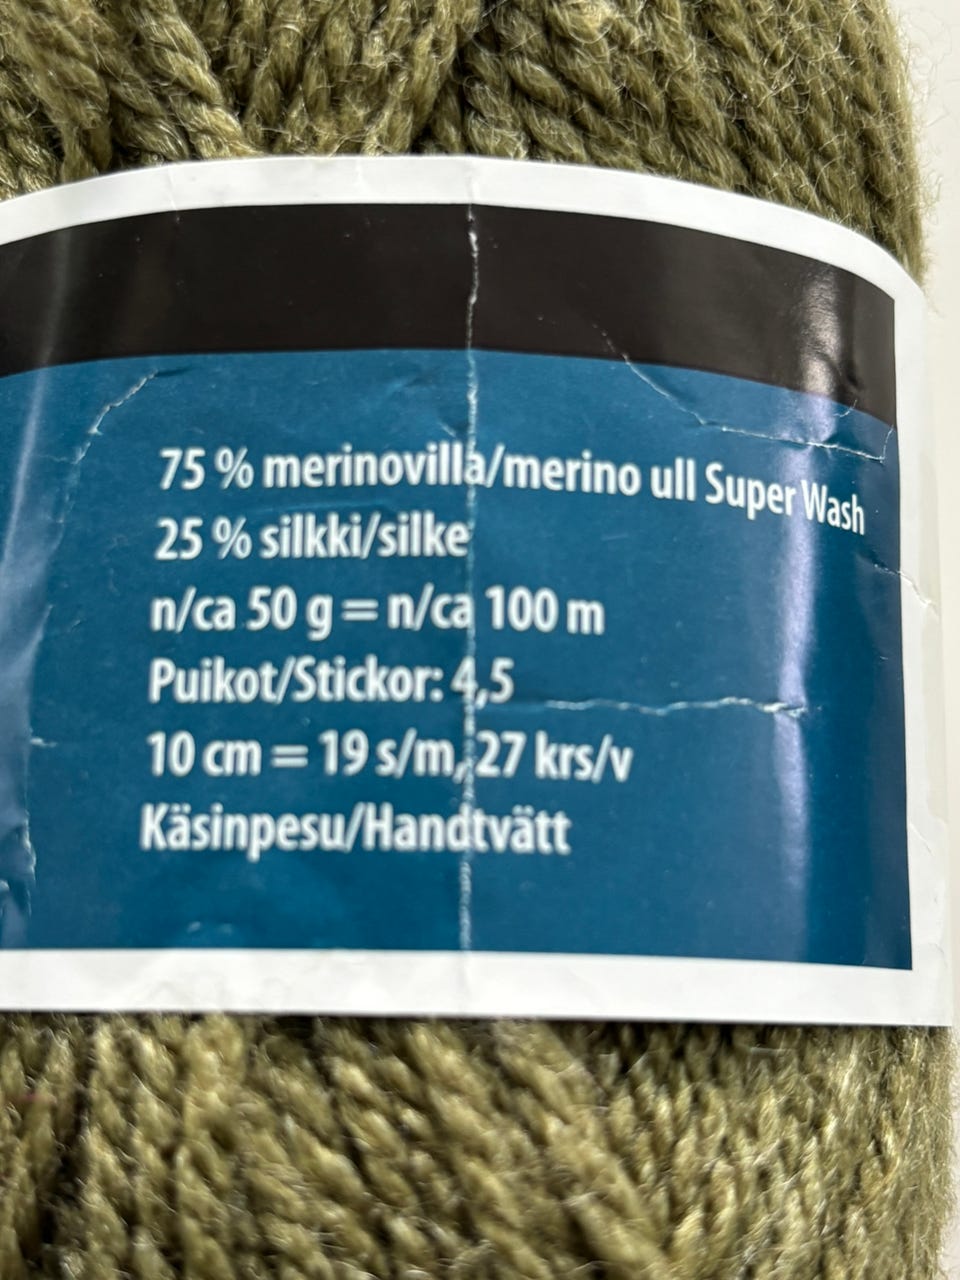 75 % merinovilla/merino ull Super Wash
25 % silkki/silke
n/ca 50 g = n/ca 100 m
Puikot/Stickor: 4,5
10 cm = 19 s/m, 27 krs/v
Käsinpesu/Handtvätt